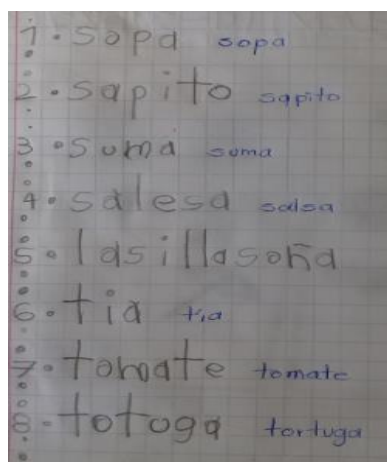 1. sopa sopa
2. sapito sapito
3. suma suma
4. salesa salsa
5. lasillasoña
6. tia tia
7. tomate tomate
8. totoga tortuga